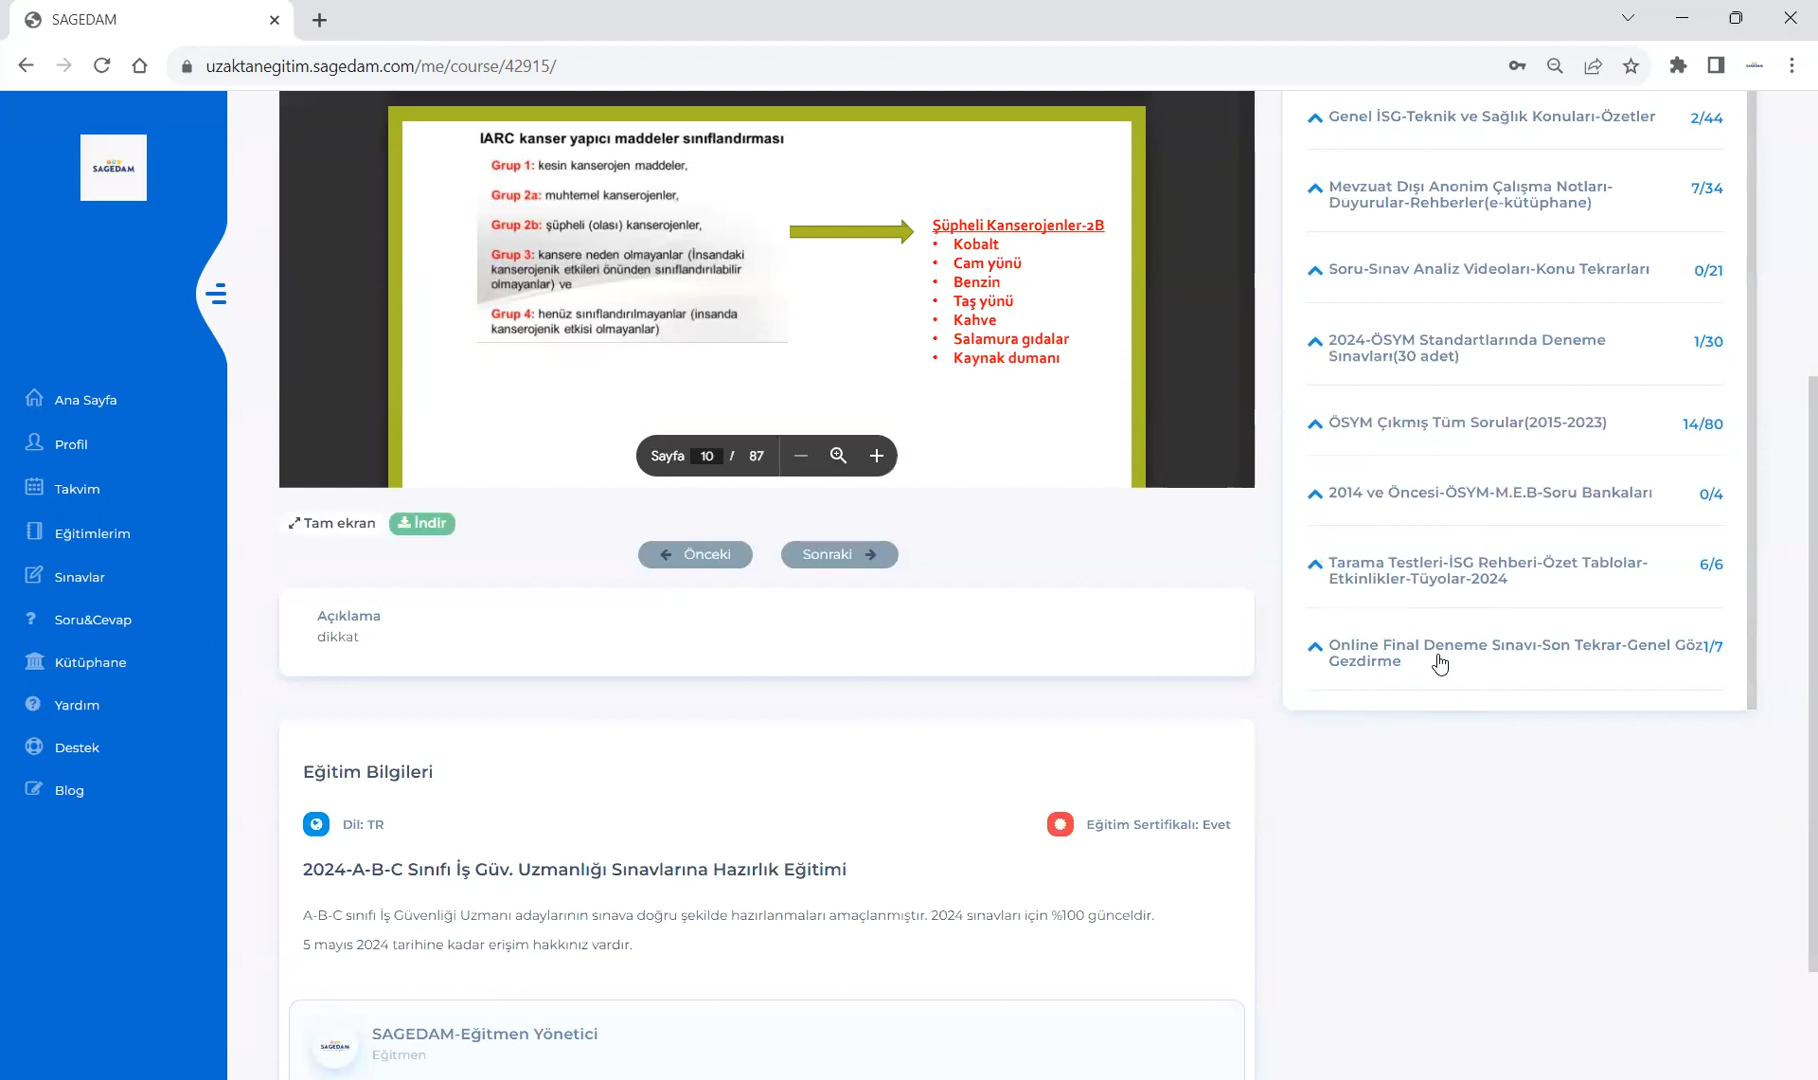 SAGEDAM
uzaktanegitim.sagedam.com/me/course/42915/
SAGEDAM
Ana Sayfa
Profil
Takvim
Eğitimlerim
Sınavlar
Soru&Cevap
Kütüphane
Yardım
Destek
Blog
IARC kanser yapıcı maddeler sınıflandırması
Grup 1: kesin kanserojen maddeler,
Grup 2a: muhtemel kanserojenler,
Grup 2b: şüpheli (olası) kanserojenler,
Grup 3: kansere neden olmayanlar (İnsandaki
kanserojenik etkileri önünden sınıflandırılabilir
olmayanlar) ve
Grup 4: henüz sınıflandırılmayanlar (insanda
kanserojenik etkisi olmayanlar)
Şüpheli Kanserojenler-2B
• Kobalt
• Cam yünü
• Benzin
• Taş yünü
• Kahve
• Salamura gıdalar
• Kaynak dumanı
Sayfa 10 / 87
Tam ekran İndir
Önceki Sonraki
Açıklama
dikkat
Eğitim Bilgileri
Dil: TR
Eğitim Sertifikalı: Evet
2024-A-B-C Sınıfı İş Güv. Uzmanlığı Sınavlarına Hazırlık Eğitimi
A-B-C sınıfı İş Güvenliği Uzmanı adaylarının sınava doğru şekilde hazırlanmaları amaçlanmıştır. 2024 sınavları için %100 günceldir.
5 mayıs 2024 tarihine kadar erişim hakkınız vardır.
SAGEDAM
SAGEDAM-Eğitmen Yönetici
Eğitmen
Genel İSG-Teknik ve Sağlık Konuları-Özetler 2/44
Mevzuat Dışı Anonim Çalışma Notları- 7/34
Duyurular-Rehberler(e-kütüphane)
Soru-Sınav Analiz Videoları-Konu Tekrarları 0/21
2024-ÖSYM Standartlarında Deneme 1/30
Sınavları(30 adet)
ÖSYM Çıkmış Tüm Sorular(2015-2023) 14/80
2014 ve Öncesi-ÖSYM-M.E.B-Soru Bankaları 0/4
Tarama Testleri-İSG Rehberi-Özet Tablolar- 6/6
Etkinlikler-Tüyolar-2024
Online Final Deneme Sınavı-Son Tekrar-Genel Göz 1/7
Gezdirme